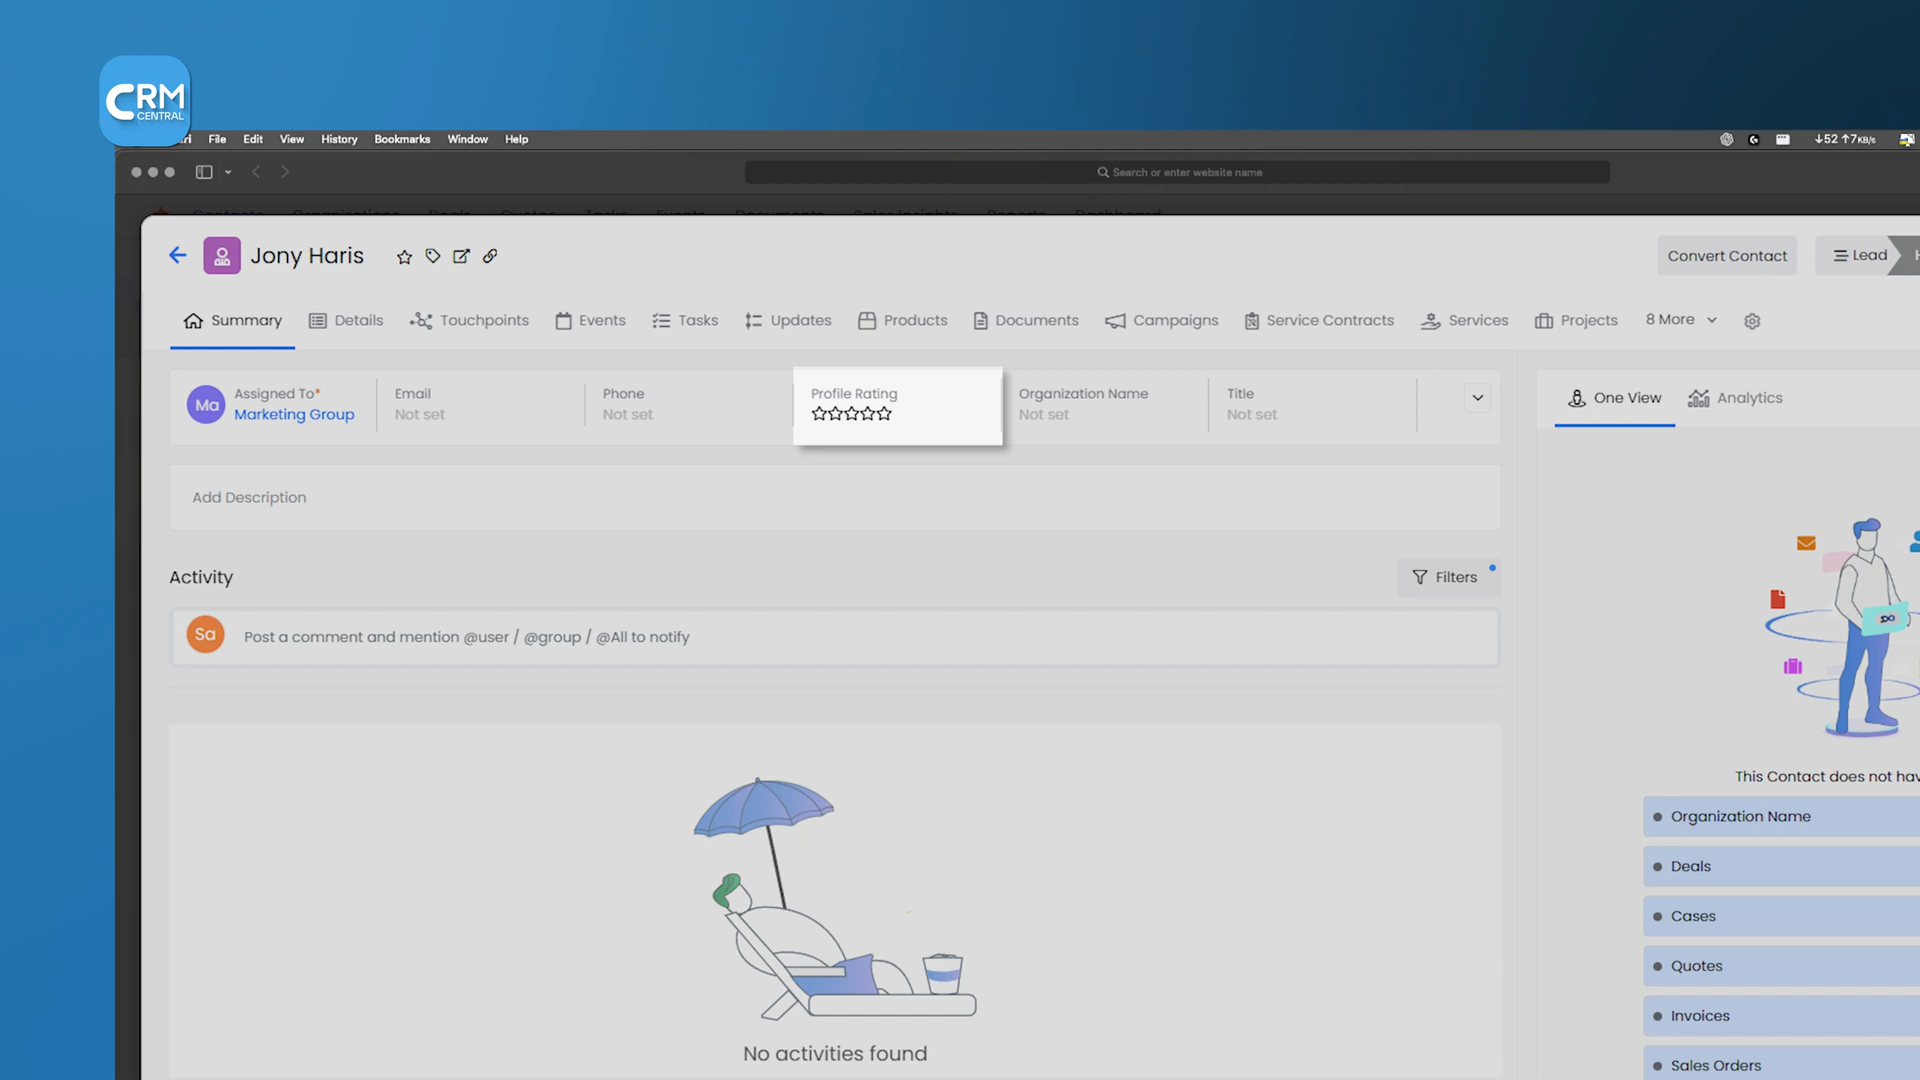 CRM
CENTRAL
File Edit View History Bookmarks Window Help
↓52 ↑7KB/s
Search or enter website name
Jony Haris
Convert Contact
Lead
Summary Details Touchpoints Events Tasks Updates Products Documents Campaigns Service Contracts Services Projects 8 More
Ma
Assigned To*
Marketing Group
Email
Not set
Phone
Not set
Profile Rating
Organization Name
Not set
Title
Not set
One View
Analytics
Add Description
Activity
Filters
Sa
Post a comment and mention @user / @group / @All to notify
No activities found
This Contact does not hav
Organization Name
Deals
Cases
Quotes
Invoices
Sales Orders